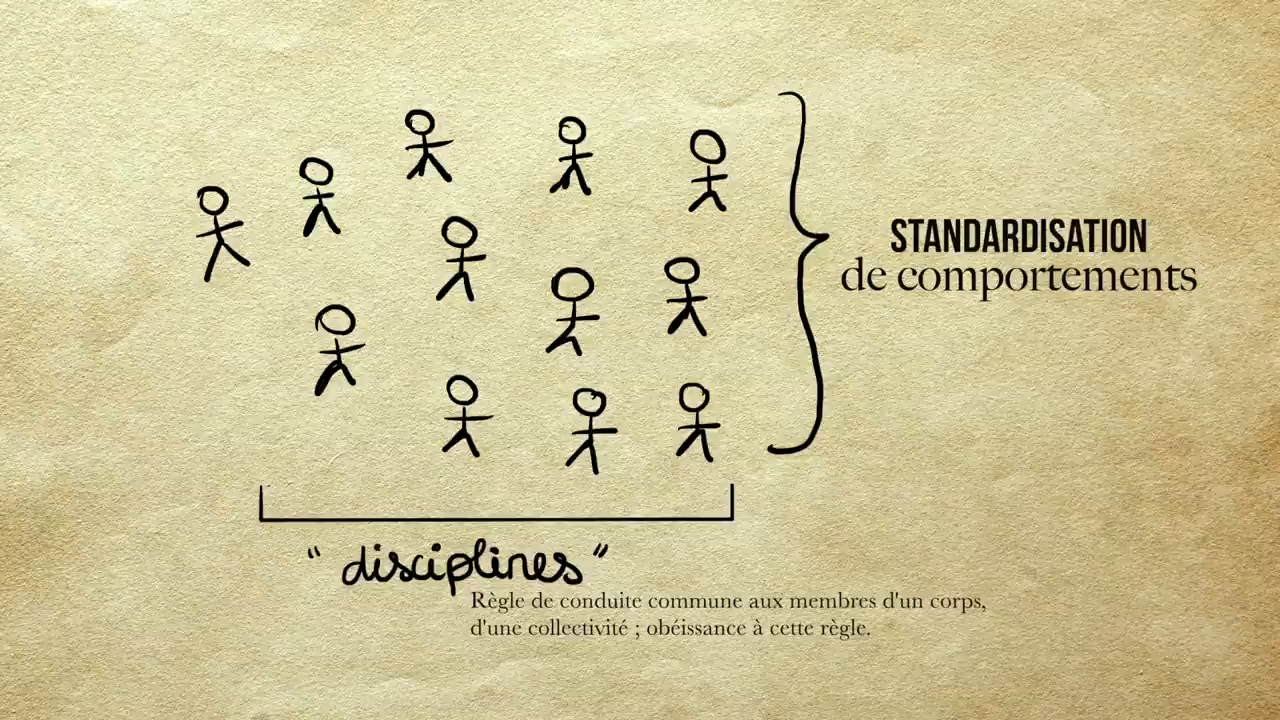 STANDARDISATION
de comportements
“ disciplines ”
Règle de conduite commune aux membres d'un corps,
d'une collectivité ; obéissance à cette règle.